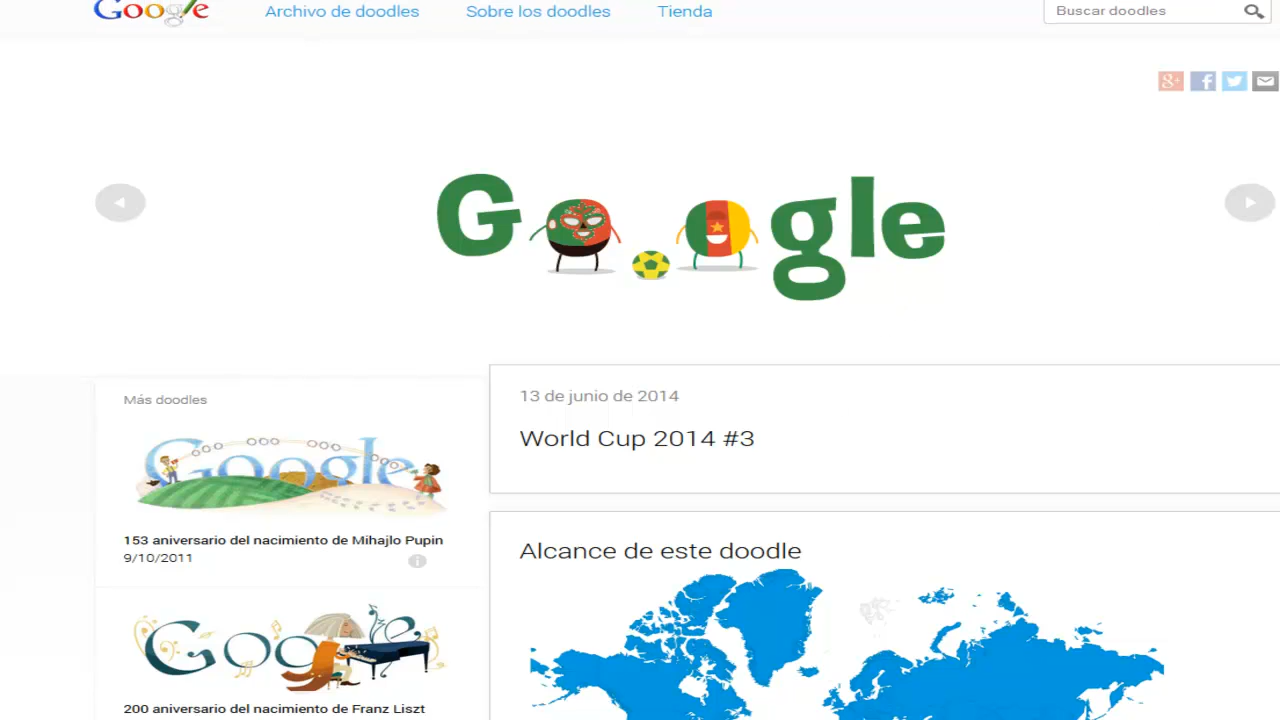 Google
Archivo de doodles
Sobre los doodles
Tienda
Buscar doodles
G gle
13 de junio de 2014
World Cup 2014 #3
Más doodles
Google
153 aniversario del nacimiento de Mihajlo Pupin
9/10/2011
Google
200 aniversario del nacimiento de Franz Liszt
Alcance de este doodle